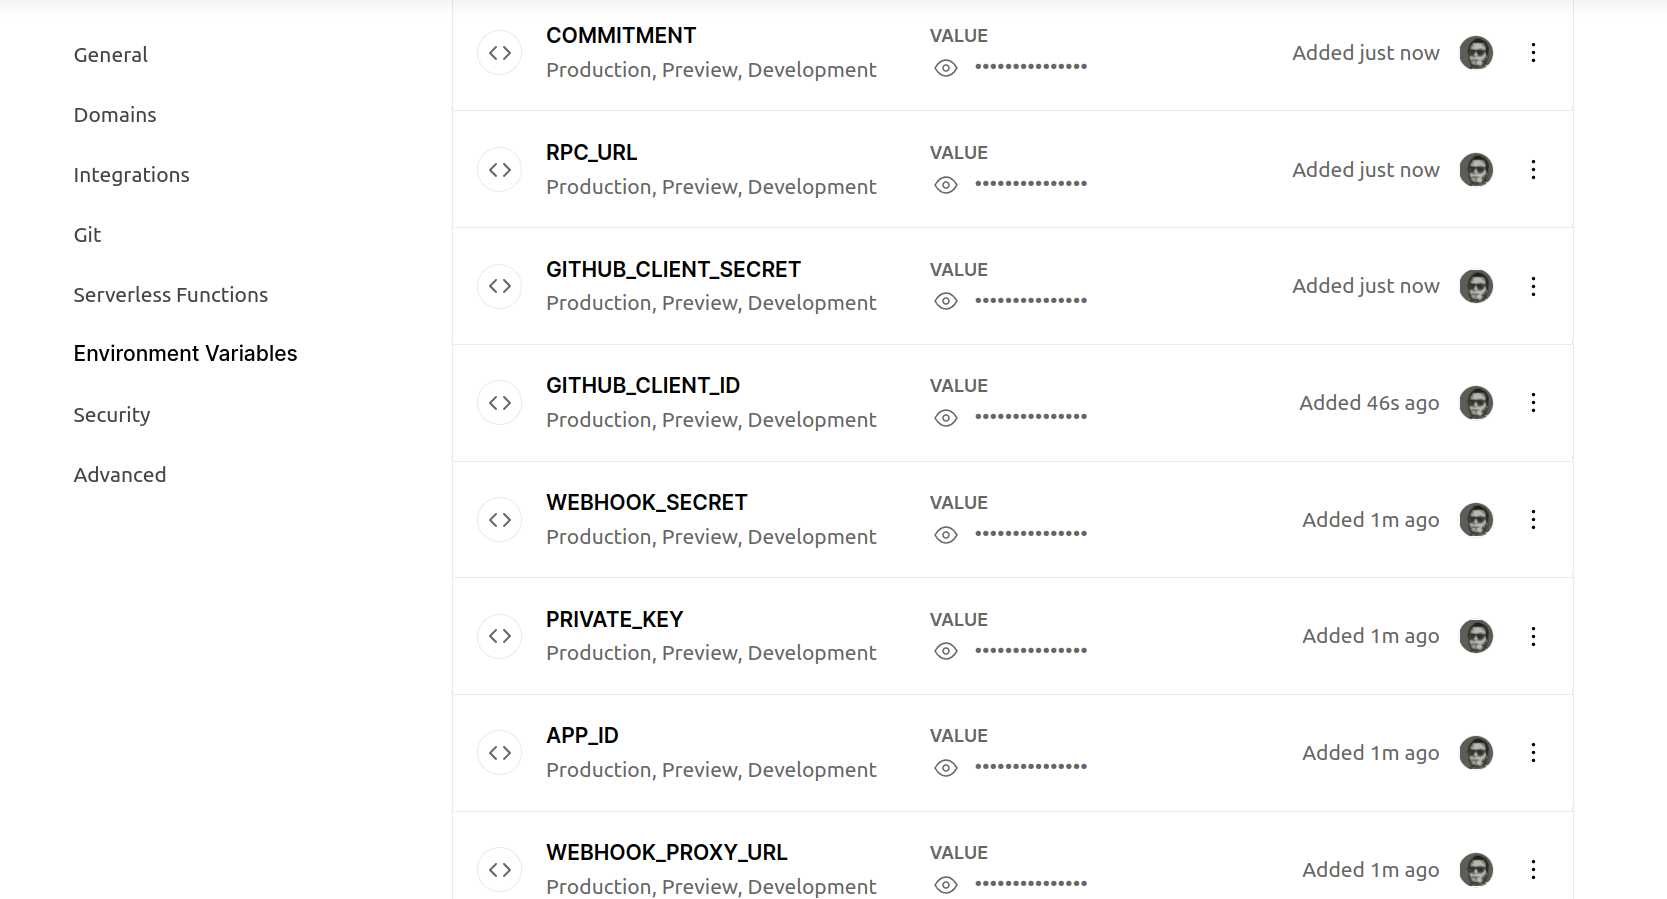 General
Domains
Integrations
Git
Serverless Functions
Environment Variables
Security
Advanced
COMMITMENT
Production, Preview, Development
VALUE
•••••••••••••••
Added just now
RPC_URL
Production, Preview, Development
VALUE
•••••••••••••••
Added just now
GITHUB_CLIENT_SECRET
Production, Preview, Development
VALUE
•••••••••••••••
Added just now
GITHUB_CLIENT_ID
Production, Preview, Development
VALUE
•••••••••••••••
Added 46s ago
WEBHOOK_SECRET
Production, Preview, Development
VALUE
•••••••••••••••
Added 1m ago
PRIVATE_KEY
Production, Preview, Development
VALUE
•••••••••••••••
Added 1m ago
APP_ID
Production, Preview, Development
VALUE
•••••••••••••••
Added 1m ago
WEBHOOK_PROXY_URL
Production, Preview, Development
VALUE
•••••••••••••••
Added 1m ago